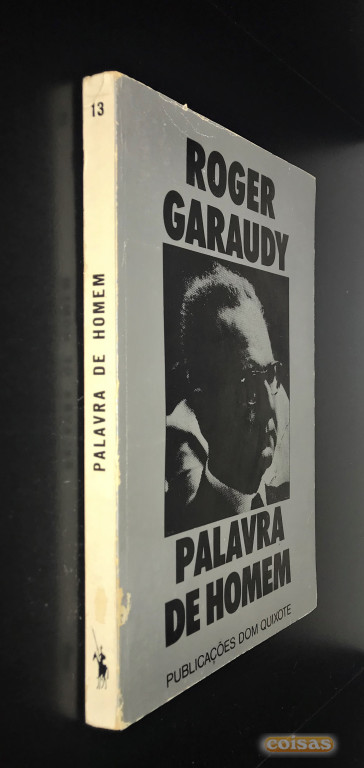 13
PALAVRA DE HOMEM
ROGER
GARAUDY
PALAVRA
DE HOMEM
PUBLICAÇÕES DOM QUIXOTE
coisas